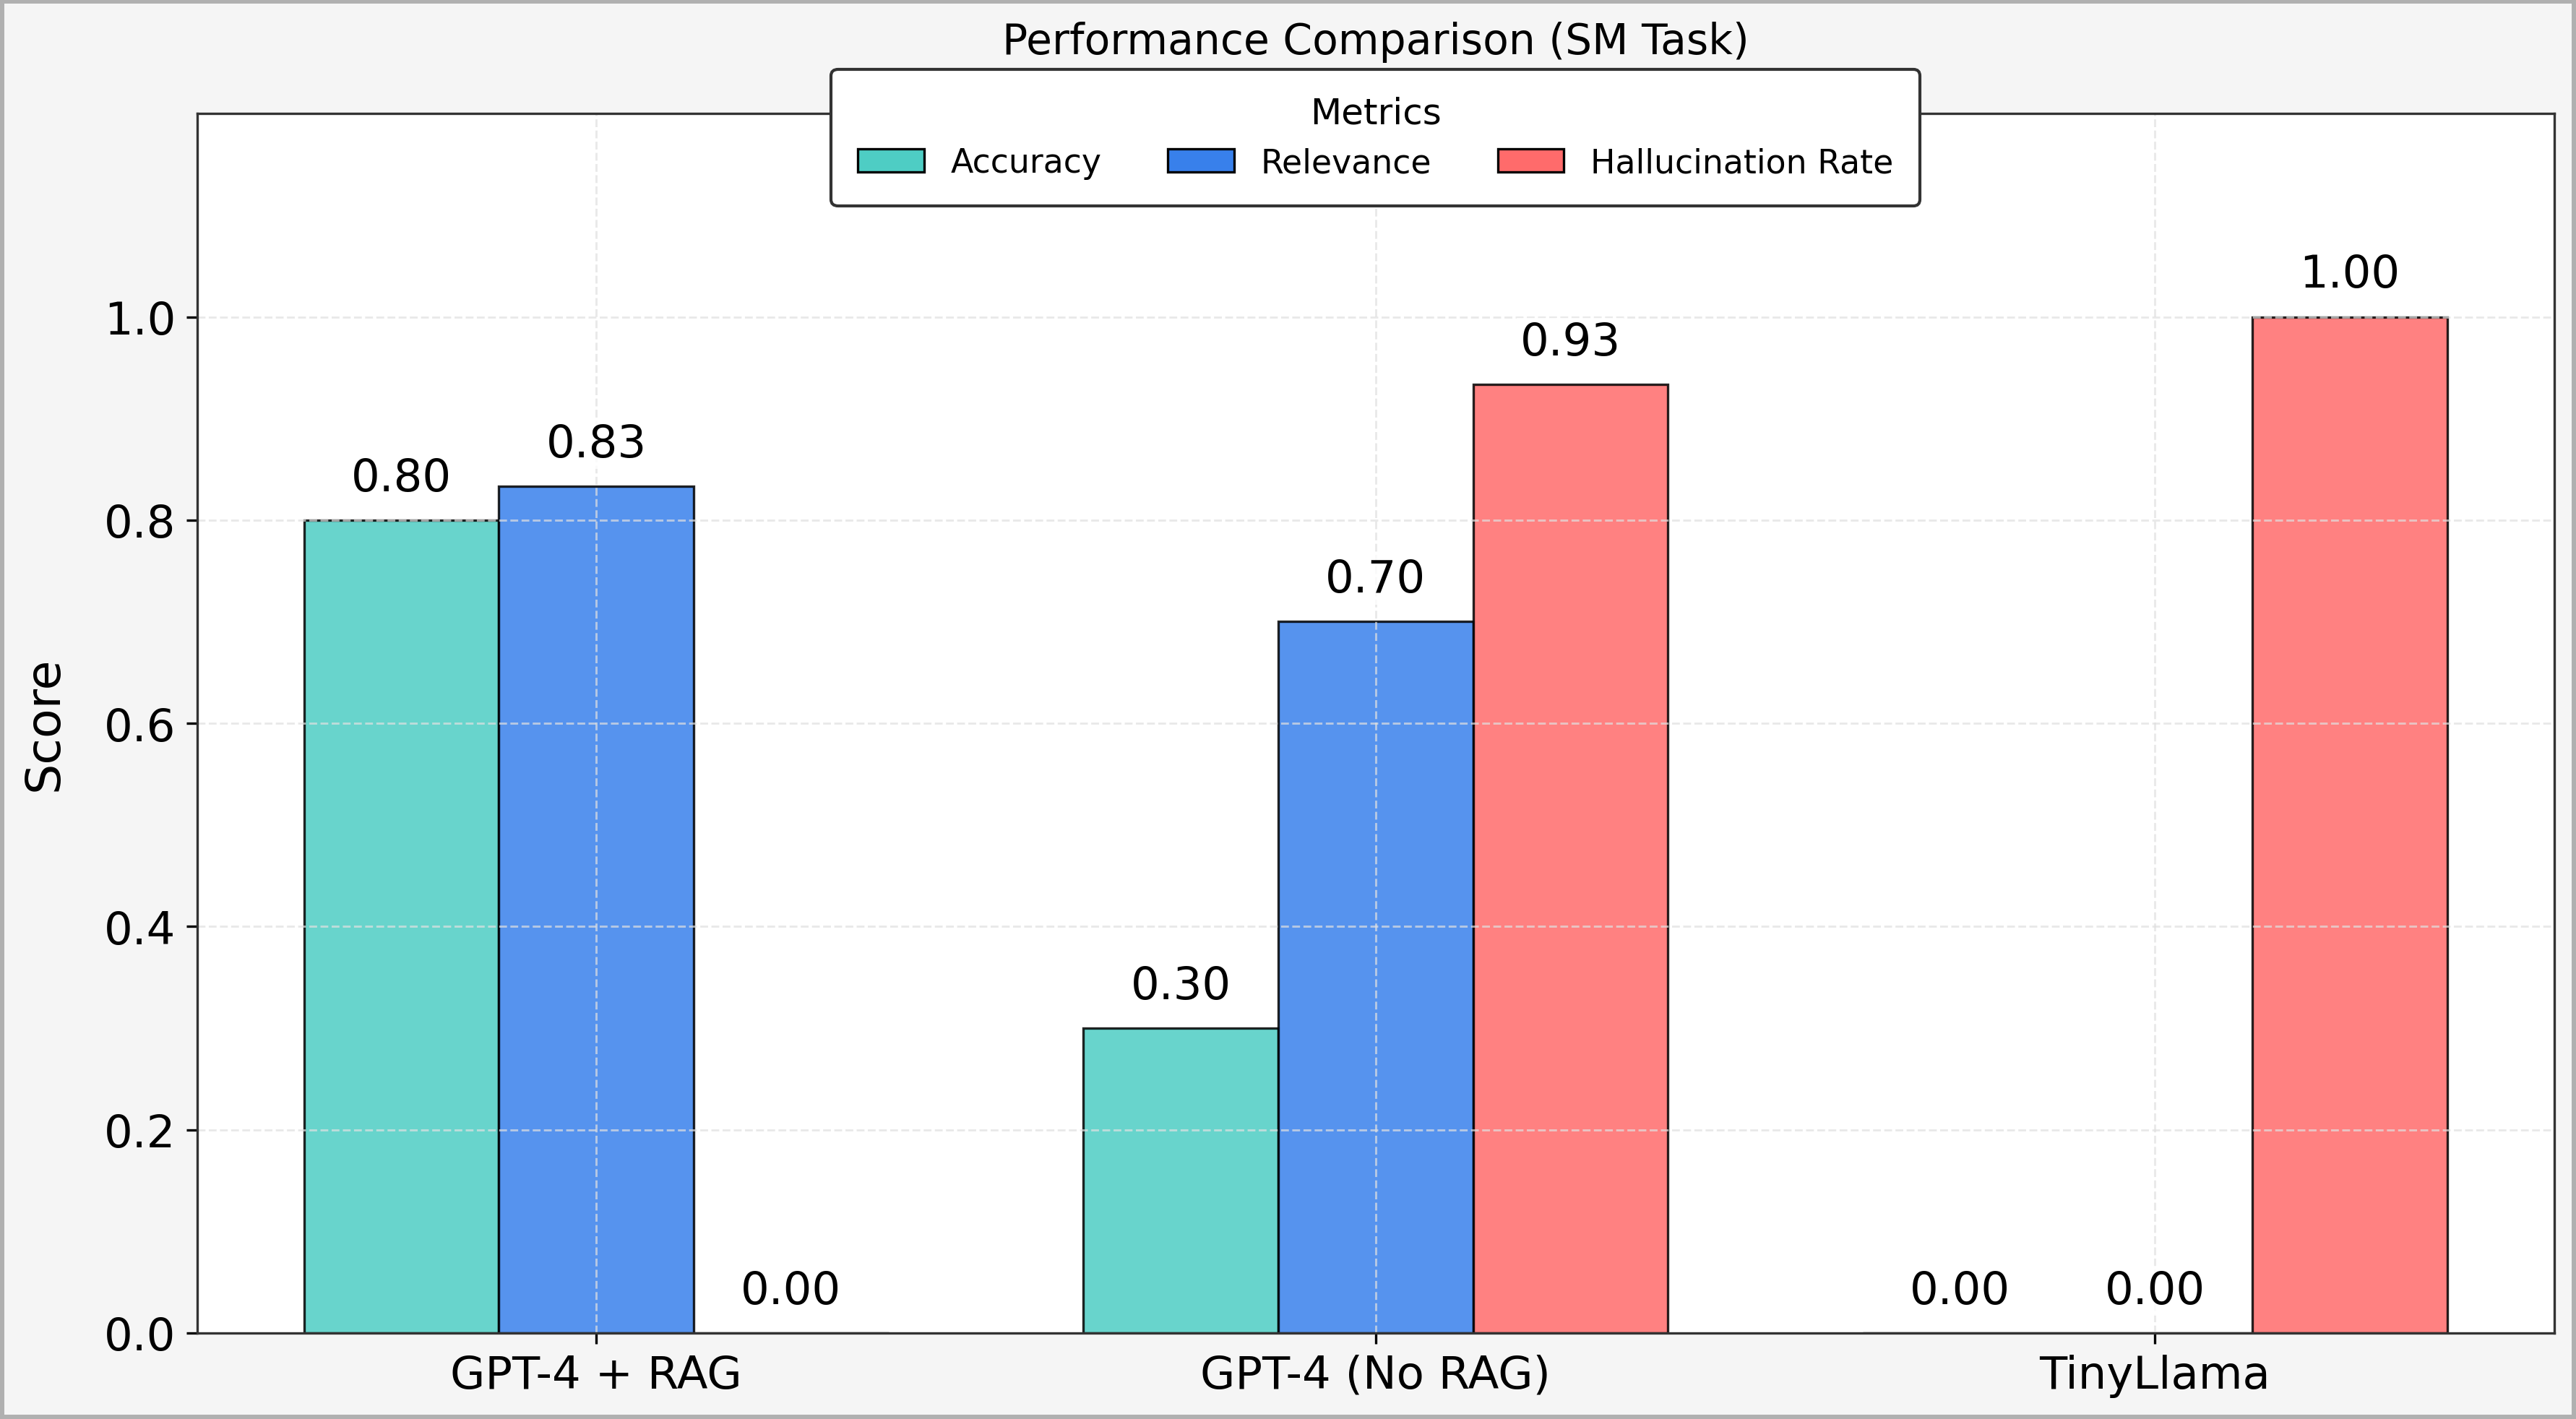 Performance Comparison (SM Task)
Metrics
Accuracy Relevance Hallucination Rate
1.00
1.0
0.93
0.83
0.80
0.8
0.70
Score
0.6
0.4
0.30
0.2
0.00 0.00 0.00
0.0
GPT-4 + RAG GPT-4 (No RAG) TinyLlama